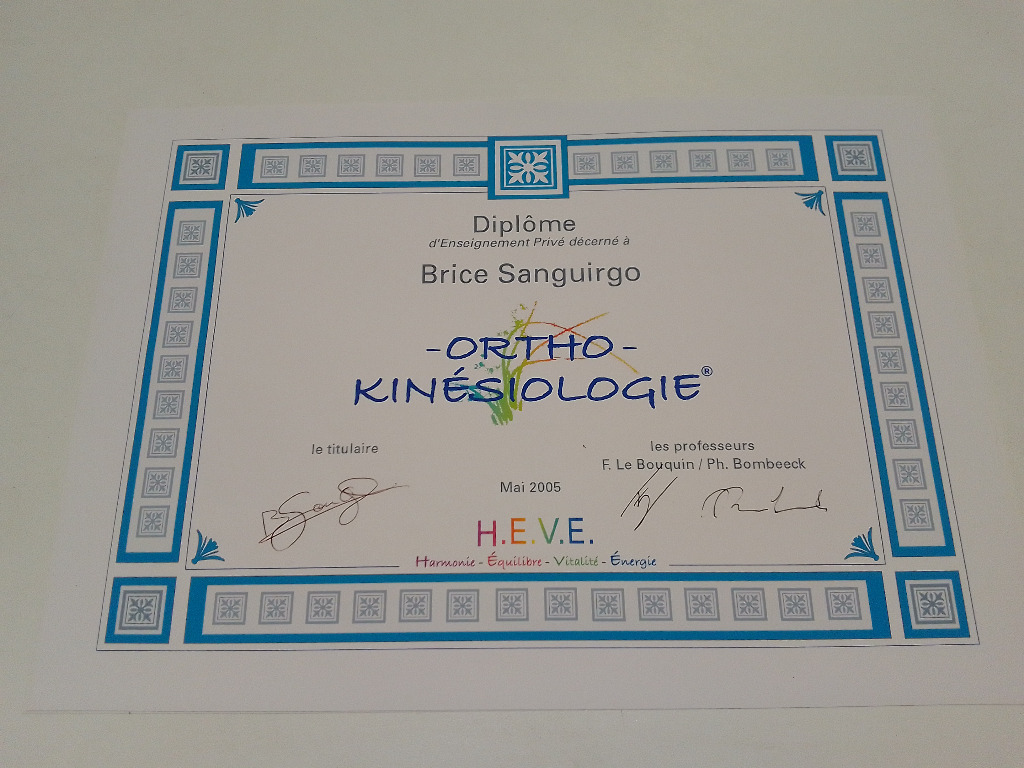 Diplôme
d'Enseignement Privé décerné à
Brice Sanguirgo
-ORTHO-
KINÉSIOLOGIE®
le titulaire
les professeurs
F. Le Bouquin / Ph. Bombeeck
Mai 2005
H.E.V.E.
Harmonie - Équilibre - Vitalité - Énergie